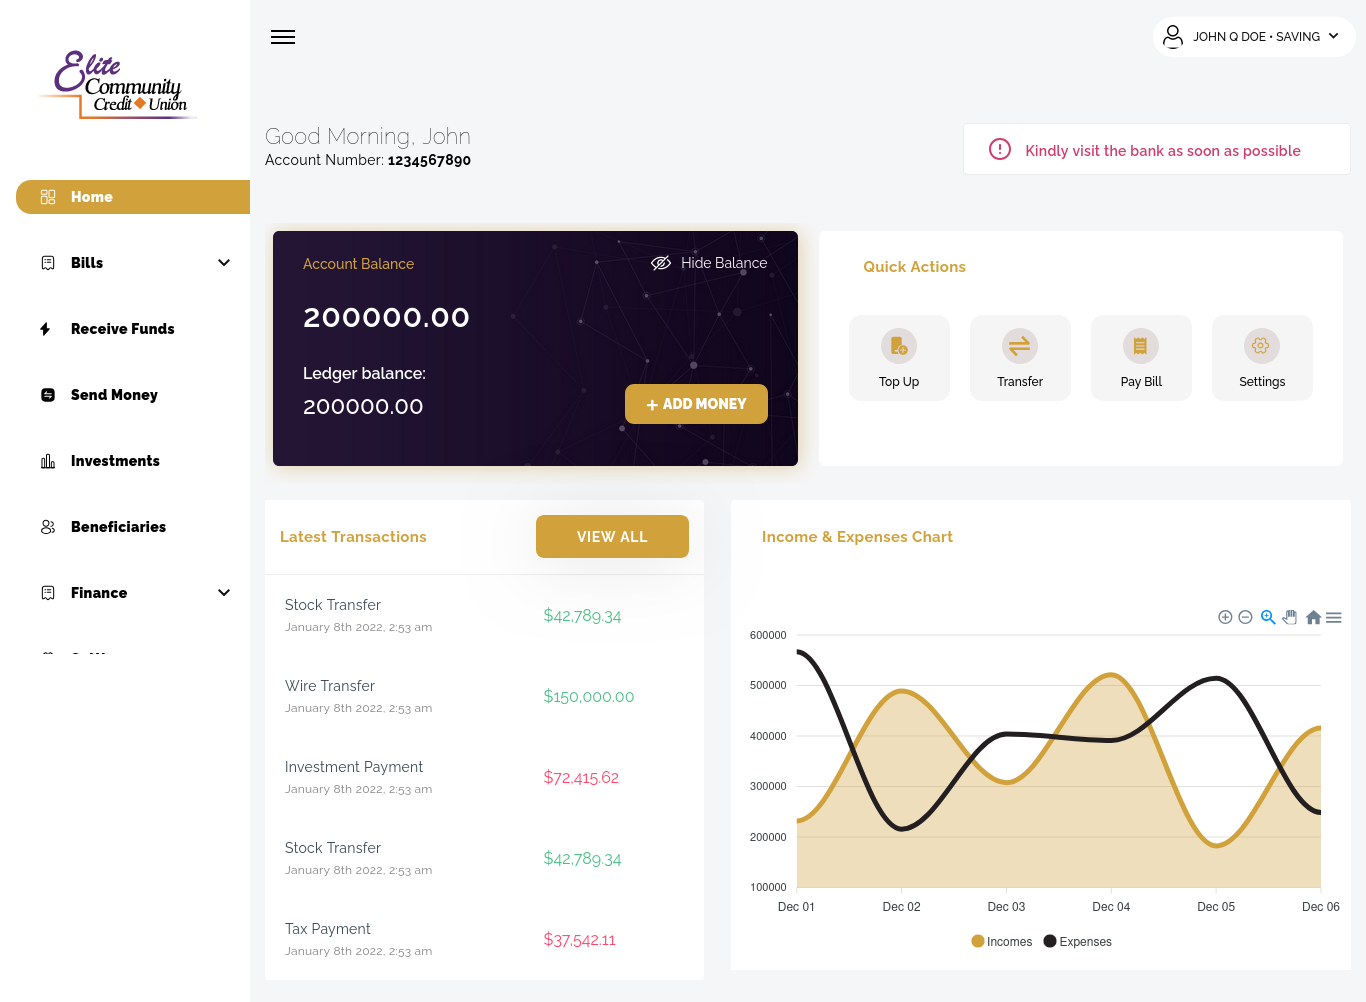 Elite
Community
Credit Union
JOHN Q DOE • SAVING
Good Morning, John
Account Number: 1234567890
Kindly visit the bank as soon as possible
Home
Bills
Receive Funds
Send Money
Investments
Beneficiaries
Finance
Account Balance
Hide Balance
200000.00
Ledger balance:
200000.00
+ ADD MONEY
Quick Actions
Top Up
Transfer
Pay Bill
Settings
Latest Transactions
VIEW ALL
Stock Transfer
January 8th 2022, 2:53 am
$42,789.34
Wire Transfer
January 8th 2022, 2:53 am
$150,000.00
Investment Payment
January 8th 2022, 2:53 am
$72,415.62
Stock Transfer
January 8th 2022, 2:53 am
$42,789.34
Tax Payment
January 8th 2022, 2:53 am
$37,542.11
Income & Expenses Chart
600000
500000
400000
300000
200000
100000
Dec 01 Dec 02 Dec 03 Dec 04 Dec 05 Dec 06
Incomes Expenses